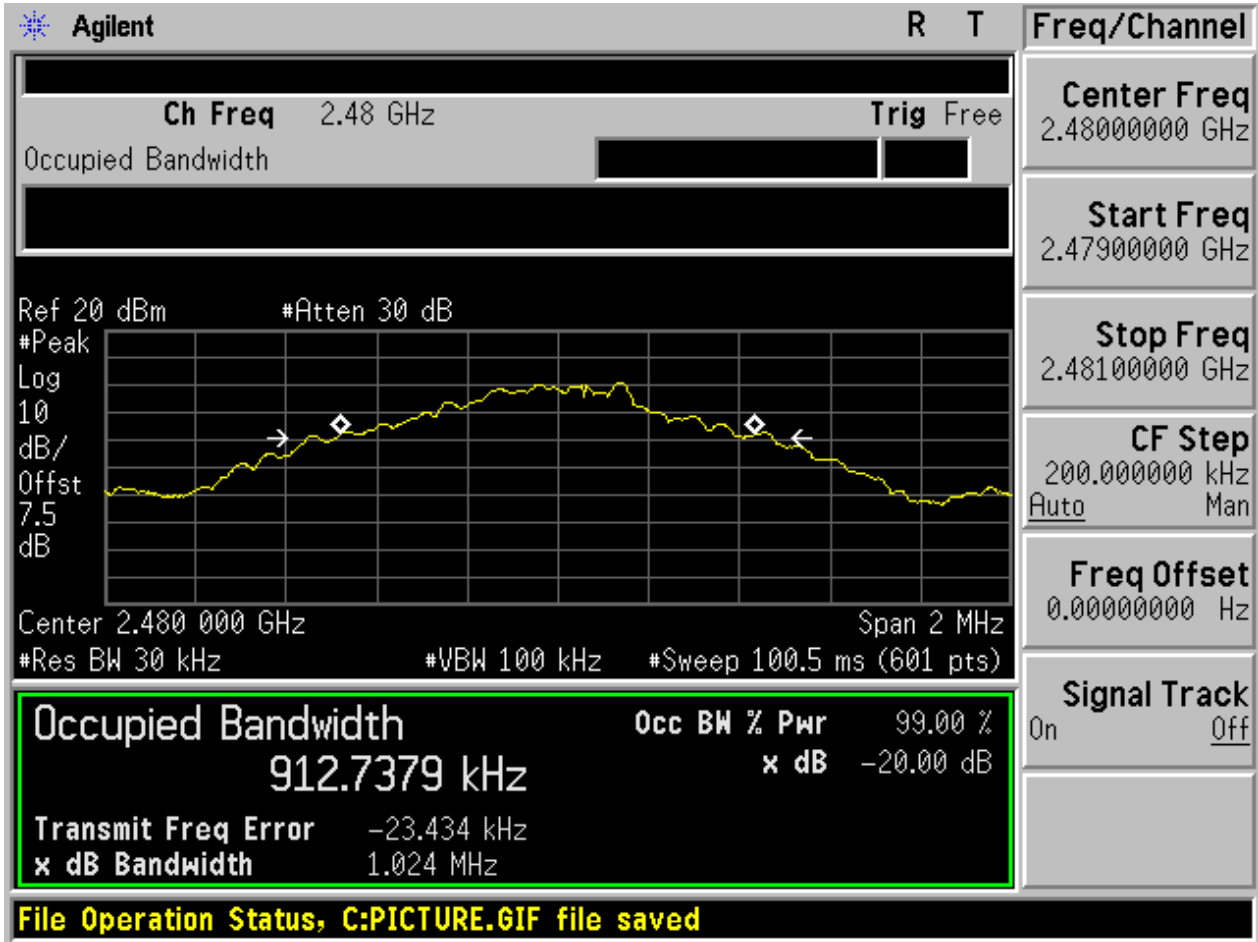 Agilent R T Freq/Channel
Ch Freq 2.48 GHz Trig Free
Occupied Bandwidth
Center Freq
2.48000000 GHz
Start Freq
2.47900000 GHz
Stop Freq
2.48100000 GHz
CF Step
200.000000 kHz
Auto Man
Freq Offset
0.00000000 Hz
Signal Track
On Off
Ref 20 dBm #Atten 30 dB
#Peak
Log
10
dB/
Offst
7.5
dB
Center 2.480 000 GHz Span 2 MHz
#Res BW 30 kHz #VBW 100 kHz #Sweep 100.5 ms (601 pts)
Occupied Bandwidth
912.7379 kHz
Occ BW % Pwr 99.00 %
x dB -20.00 dB
Transmit Freq Error -23.434 kHz
x dB Bandwidth 1.024 MHz
File Operation Status, C:PICTURE.GIF file saved